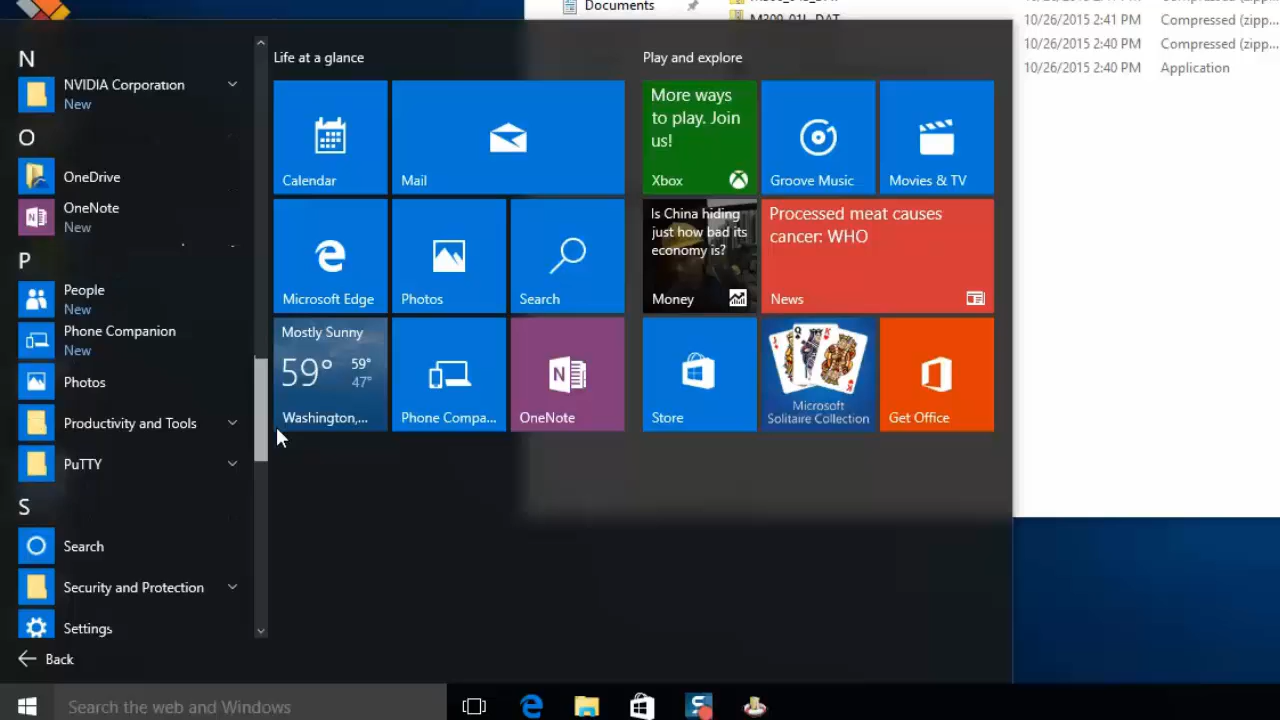 Documents
M309_01L_DAT
10/26/2015 2:41 PM
Compressed (zipp...
10/26/2015 2:40 PM
Compressed (zipp...
10/26/2015 2:40 PM
Application
N
NVIDIA Corporation
New
O
OneDrive
OneNote
New
P
People
New
Phone Companion
New
Photos
Productivity and Tools
PuTTY
S
Search
Security and Protection
Settings
Back
Life at a glance
Calendar
Mail
Microsoft Edge
Photos
Search
Mostly Sunny
59° 59°
47°
Washington,...
Phone Compa...
OneNote
Play and explore
More ways
to play. Join
us!
Xbox
Groove Music
Movies & TV
Is China hiding
just how bad its
economy is?
Money
Processed meat causes
cancer: WHO
News
Store
Microsoft
Solitaire Collection
Get Office
Search the web and Windows